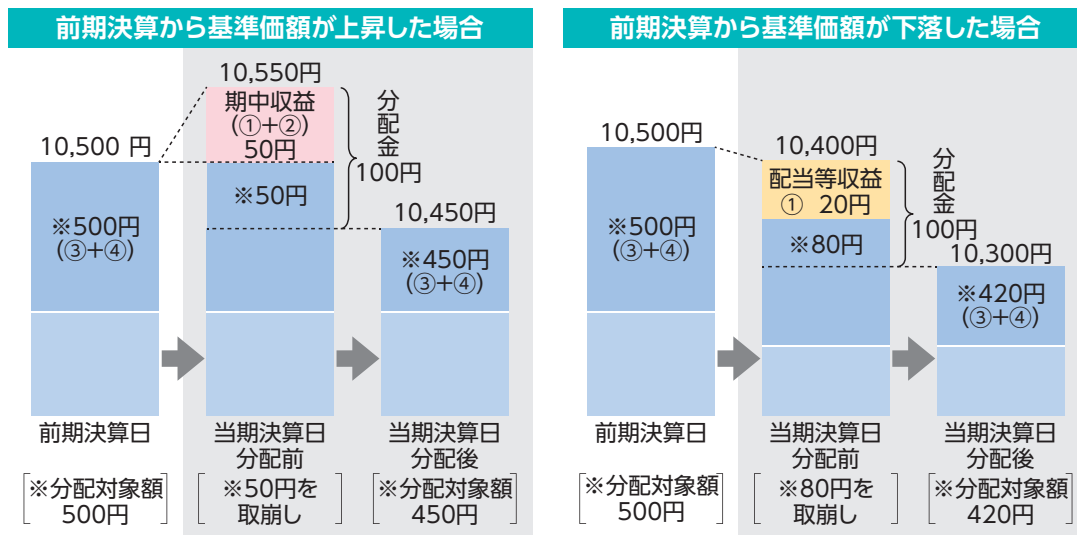 前期決算から基準価額が上昇した場合
10,550円
期中収益
(①+②)
50円
分配金
100円
10,500 円
※500円
(③+④)
※50円
10,450円
※450円
(③+④)
前期決算日
当期決算日
分配前
当期決算日
分配後
※分配対象額
500円
※50円を
取崩し
※分配対象額
450円
前期決算から基準価額が下落した場合
10,500円
※500円
(③+④)
10,400円
配当等収益
① 20円
※80円
分配金
100円
10,300円
※420円
(③+④)
前期決算日
当期決算日
分配前
当期決算日
分配後
※分配対象額
500円
※80円を
取崩し
※分配対象額
420円